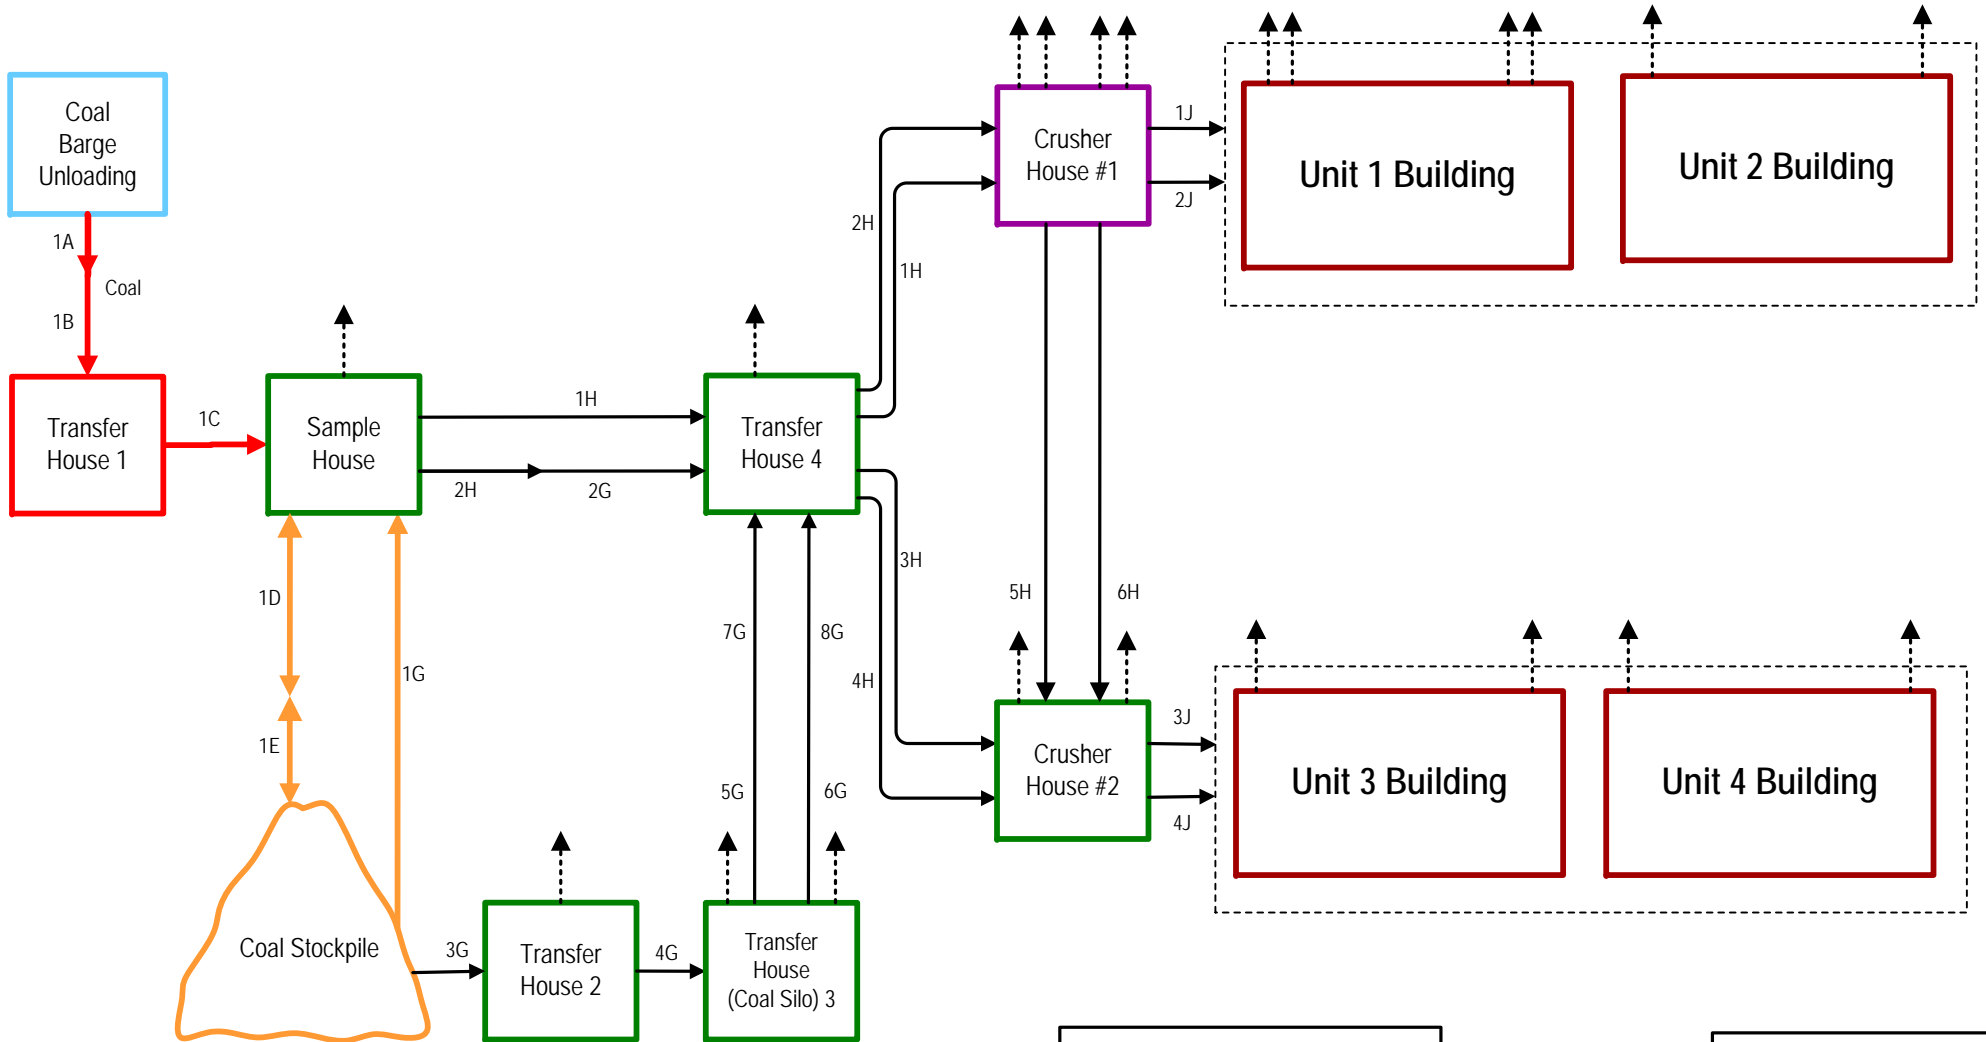 Coal
Barge
Unloading
1A
Coal
1B
Transfer
House 1
1C
Sample
House
1H
2H
2G
Transfer
House 4
2H
1H
3H
4H
Crusher
House #1
1J
2J
Unit 1 Building
Unit 2 Building
5H
6H
1D
1E
1G
7G
8G
5G
6G
Crusher
House #2
3J
4J
Unit 3 Building
Unit 4 Building
Coal Stockpile
3G
Transfer
House 2
4G
Transfer
House
(Coal Silo) 3